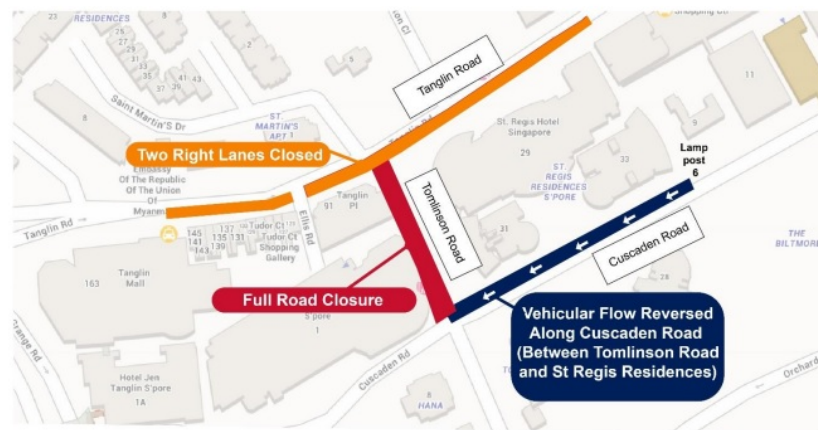 RESIDENCES
25
27
31
33
35
37
39
41
43
5
Shopping Ctr
11
9
8
Saint Martin'S Dr
ST.
MARTIN'S
APT
1
Tanglin Road
St. Regis Hotel
Singapore
29
Lamp
post
6
Two Right Lanes Closed
Embassy
Of The Republic
Of The Union
Of
Myanmar
Tanglin
Pl
91
Tomlinson Road
ST.
REGIS
RESIDENCES
S'PORE
33
Tanglin Rd
145
143
141
139
137
135
131
Tudor Ct
Tudor Ct
Shopping
Gallery
Ellis Rd
31
Cuscaden Road
THE
BILTMORE
163
Tanglin
Mall
28
Full Road Closure
S'pore
1
Vehicular Flow Reversed
Along Cuscaden Road
(Between Tomlinson Road
and St Regis Residences)
Orange Rd
Cuscaden Rd
Orchard
Hotel Jen
Tanglin S'pore
1A
8
HANA